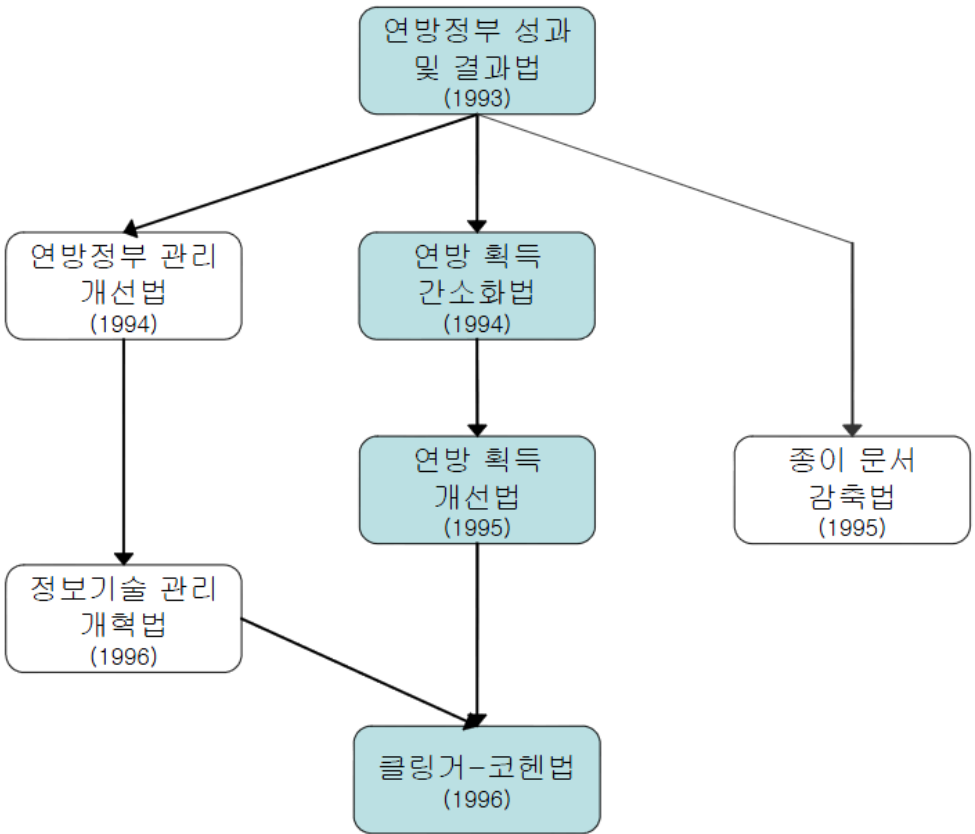 연방정부 성과
및 결과법
(1993)
연방정부 관리
개선법
(1994)
연방 획득
간소화법
(1994)
연방 획득
개선법
(1995)
종이 문서
감축법
(1995)
정보기술 관리
개혁법
(1996)
클링거-코헨법
(1996)